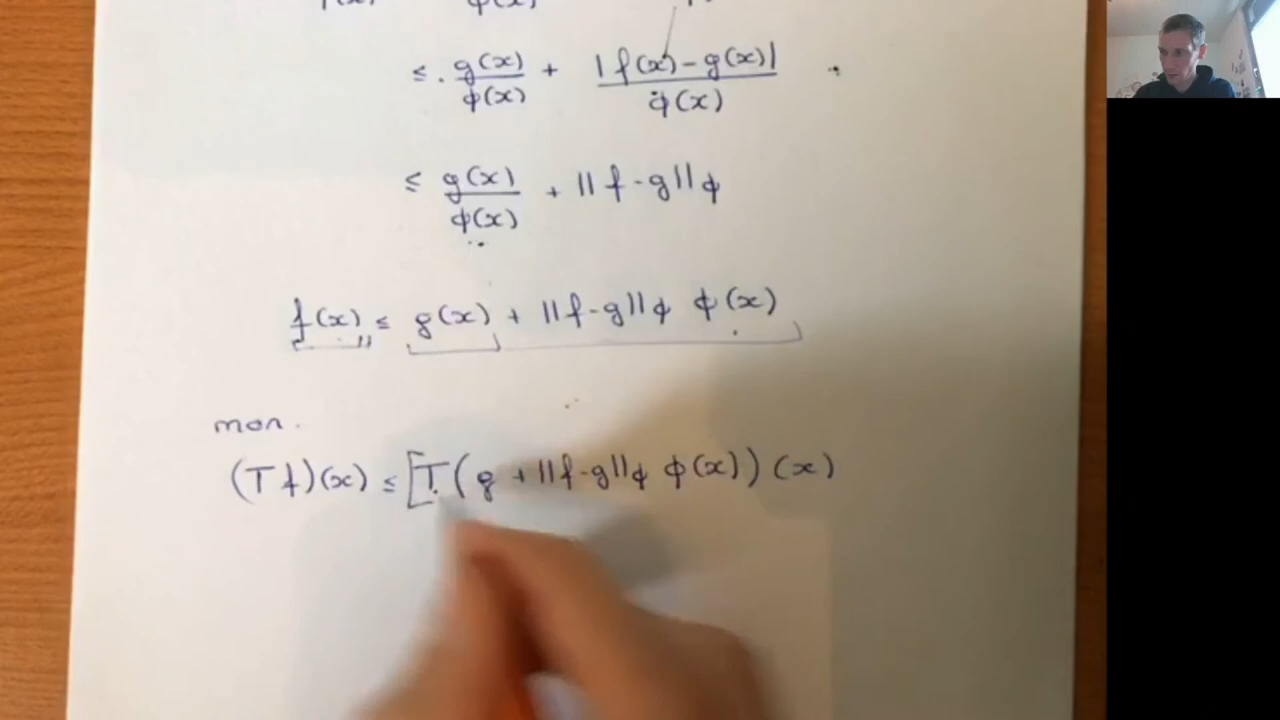 ≤ g(x)/ϕ(x) + |f(x)-g(x)|/ϕ(x)
≤ g(x)/ϕ(x) + ||f-g||ϕ
f(x) ≤ g(x) + ||f-g||ϕ ϕ(x)
mon.
(Tf)(x) ≤ [T(g + ||f-g||ϕ ϕ(x))(x)